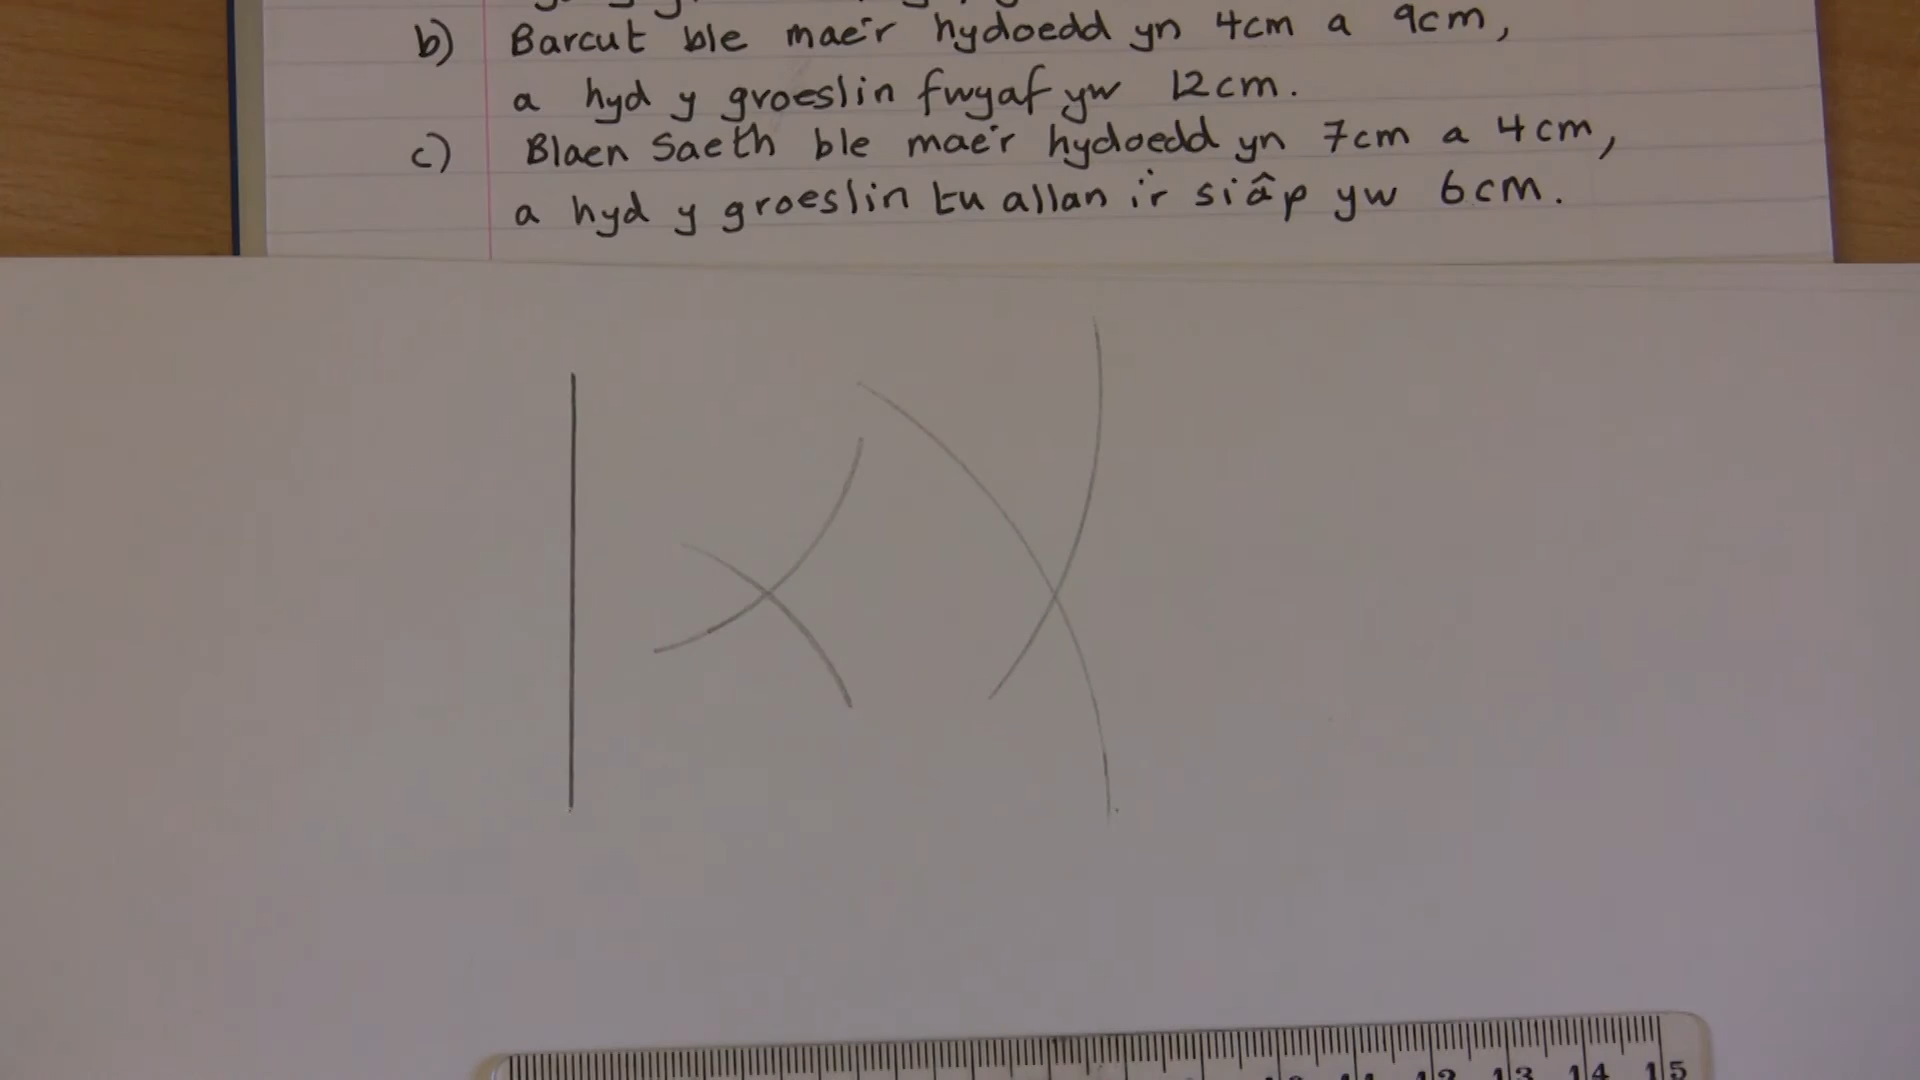 b) Barcut ble mae'r hydoedd yn 4cm a 9cm,
a hyd y groeslin fwyaf yw 12cm.
c) Blaen Saeth ble mae'r hydoedd yn 7cm a 4cm,
a hyd y groeslin tu allan i'r siâp yw 6cm.
12 13 14 15